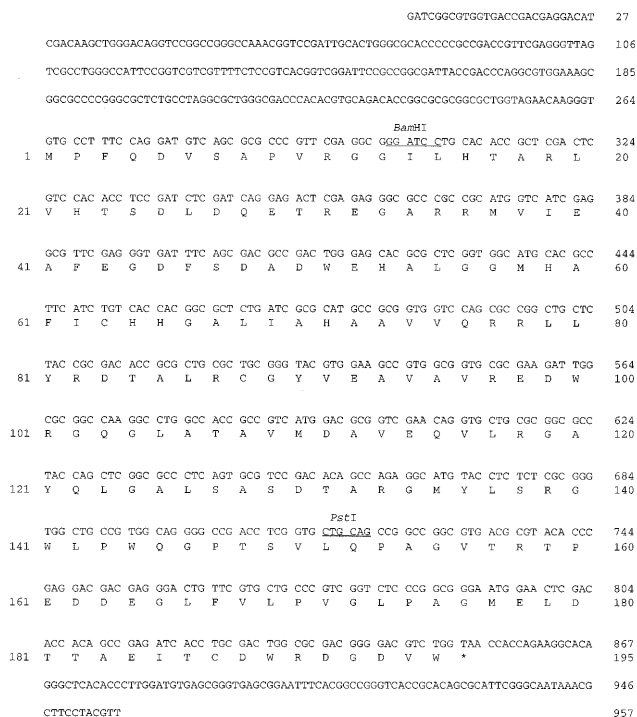 GATCGGCGTGGTGACCGACGAGGACAT 27
CGACAAGCTGGGACAGGTCCGGCCGGGCCAAACGGTCCGATTGCACTGGGCGCACCCCCGCCGACCGTTCGAGGGTTAG 106
TCGCCTGGGCCATTCCGGTCGTCGTTTTCTCCGTCACGGTCGGATTCCGCCGGCGATTACCGACCCAGGCGTGGAAAGC 185
GGCGCCCCGGGCGCTCTGCCTAGGCGCTGGGCGACCCACACGTGCAGACACCGGCGCGCGGCGCTGGTAGAACAAGGGT 264
BamHI
GTG CCT TTC CAG GAT GTC AGC GCG CCC GTT CGA GGC GG ATC C TG CAC ACC GCT CGA CTC 324
1 M P F Q D V S A P V R G G I L H T A R L 20
GTC CAC ACC TCC GAT CTC GAT CAG GAG ACT CGA GAG GGC GCC CGC CGC ATG GTC ATC GAG 384
21 V H T S D L D Q E T R E G A R R M V I E 40
GCG TTC GAG GGT GAT TTC AGC GAC GCC GAC TGG GAG CAC GCG CTC GGT GGC ATG CAC GCC 444
41 A F E G D F S D A D W E H A L G G M H A 60
TTC ATC TGT CAC CAC GGC GCT CTG ATC GCG CAT GCC GCG GTG GTC CAG CGC CGG CTG CTC 504
61 F I C H H G A L I A H A A V V Q R R L L 80
TAC CGC GAC ACC GCG CTG CGC TGC GGG TAC GTG GAA GCC GTG GCG GTG CGC GAA GAT TGG 564
81 Y R D T A L R C G Y V E A V A V R E D W 100
CGC GGC CAA GGC CTG GCC ACC GCC GTC ATG GAC GCG GTC GAA CAG GTG CTG CGC GGC GCC 624
101 R G Q G L A T A V M D A V E Q V L R G A 120
TAC CAG CTC GGC GCC CTC AGT GCG TCC GAC ACA GCC AGA GGC ATG TAC CTC TCT CGC GGG 684
121 Y Q L G A L S A S D T A R G M Y L S R G 140
PstI
TGG CTG CCG TGG CAG GGG CCG ACC TCG GTG CTG CAG CCG GCC GGC GTG ACG CGT ACA CCC 744
141 W L P W Q G P T S V L Q P A G V T R T P 160
GAG GAC GAC GAG GGA CTG TTC GTG CTG CCC GTC GGT CTC CCG GCG GGA ATG GAA CTC GAC 804
161 E D D E G L F V L P V G L P A G M E L D 180
ACC ACA GCC GAG ATC ACC TGC GAC TGG CGC GAC GGG GAC GTC TGG TAA CCACCAGAAGGCACA 867
181 T T A E I T C D W R D G D V W * 195
GGGCTCACACCCTTGGATGTGAGCGGGTGAGCGGAATTTCACGGCCGGGTCACCGCACAGCGCATTCGGGCAATAAACG 946
CTTCCTACGTT 957